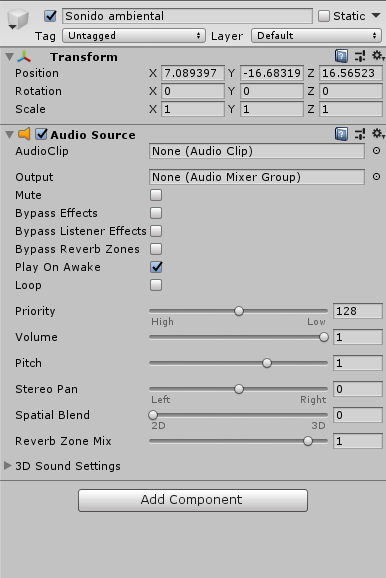 Sonido ambiental Static
Tag Untagged Layer Default
Transform
Position X 7.089397 Y -16.68319 Z 16.56523
Rotation X 0 Y 0 Z 0
Scale X 1 Y 1 Z 1
Audio Source
AudioClip None (Audio Clip)
Output None (Audio Mixer Group)
Mute
Bypass Effects
Bypass Listener Effects
Bypass Reverb Zones
Play On Awake
Loop
Priority 128
High Low
Volume 1
Pitch 1
Stereo Pan 0
Left Right
Spatial Blend 0
2D 3D
Reverb Zone Mix 1
3D Sound Settings
Add Component